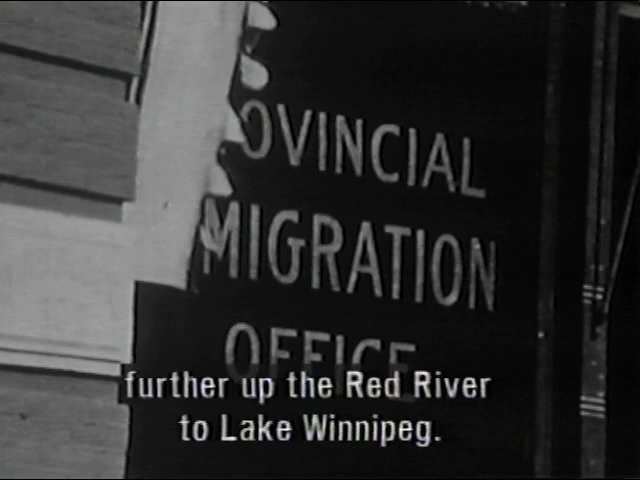 OVINCIAL
MIGRATION
OFFICE
further up the Red River
to Lake Winnipeg.